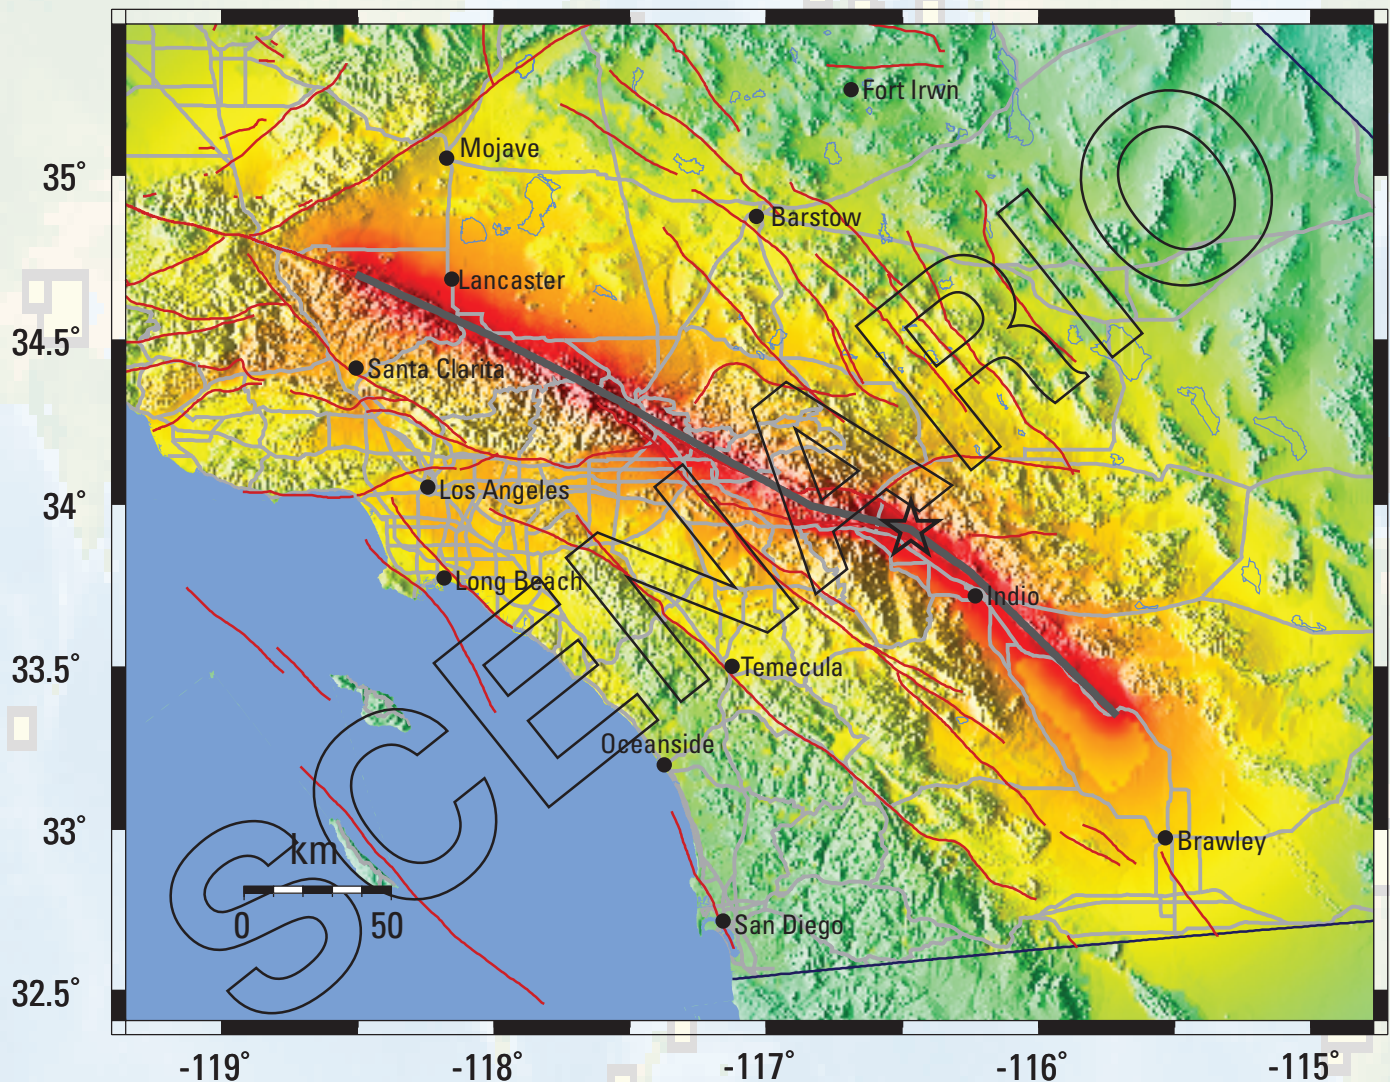 Fort Irwn
Mojave
35°
Barstow
Lancaster
34.5°
Santa Clarita
34°
Los Angeles
Long Beach
Indio
33.5°
Temecula
Oceanside
33°
km
Brawley
0 50
San Diego
32.5°
-119° -118° -117° -116° -115°
SCENARIO